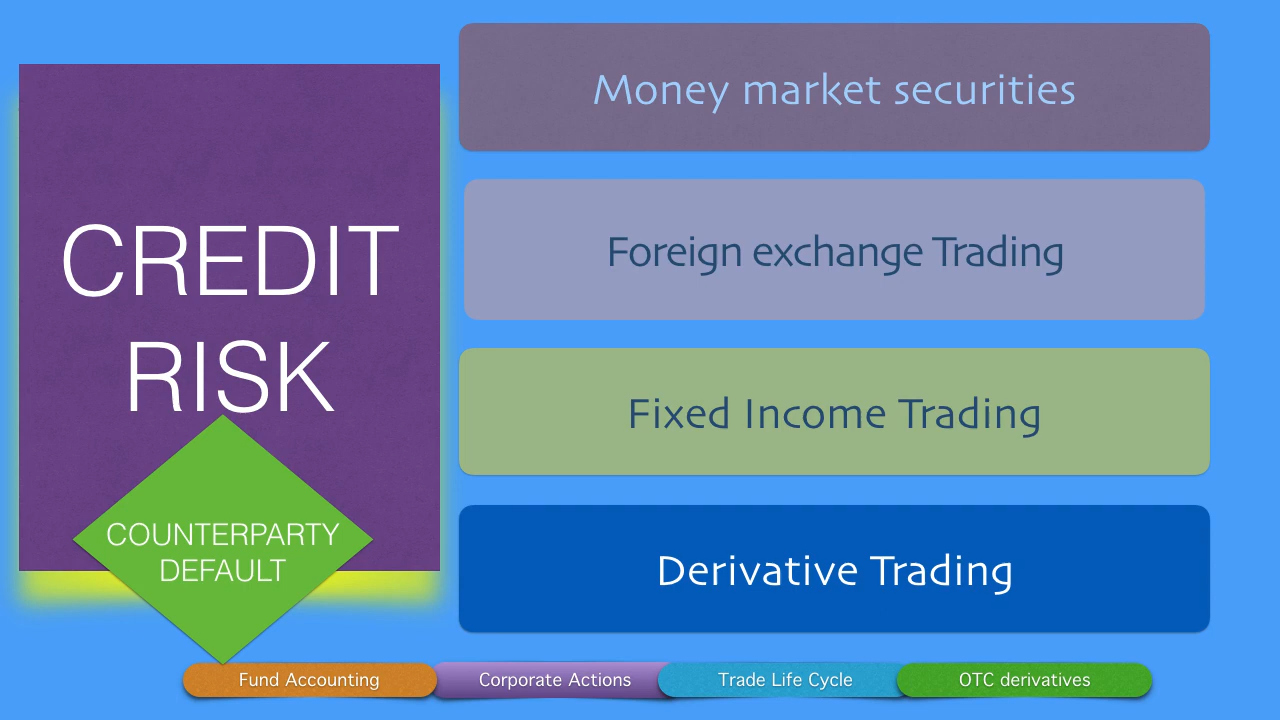 CREDIT
RISK
COUNTERPARTY
DEFAULT
Money market securities
Foreign exchange Trading
Fixed Income Trading
Derivative Trading
Fund Accounting
Corporate Actions
Trade Life Cycle
OTC derivatives